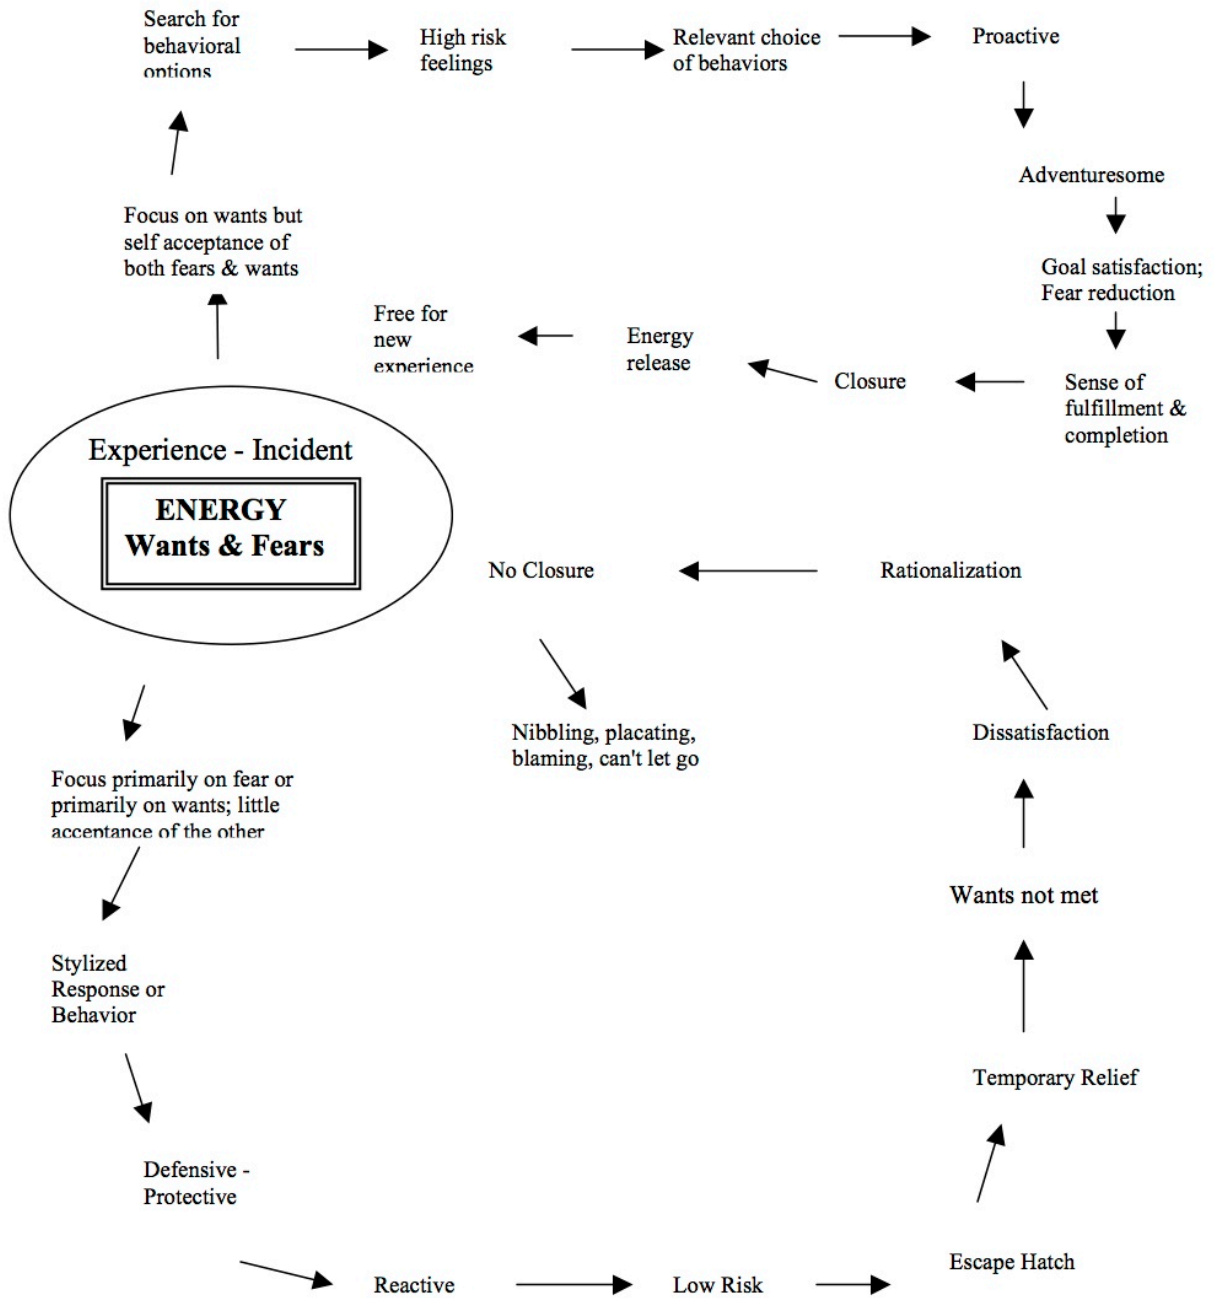 Search for
behavioral
options
High risk
feelings
Relevant choice
of behaviors
Proactive
Adventuresome
Focus on wants but
self acceptance of
both fears & wants
Goal satisfaction;
Fear reduction
Free for
new
experience
Energy
release
Closure
Sense of
fulfillment &
completion
Experience - Incident
ENERGY
Wants & Fears
No Closure
Rationalization
Nibbling, placating,
blaming, can't let go
Dissatisfaction
Focus primarily on fear or
primarily on wants; little
acceptance of the other
Wants not met
Stylized
Response or
Behavior
Temporary Relief
Defensive -
Protective
Reactive
Low Risk
Escape Hatch